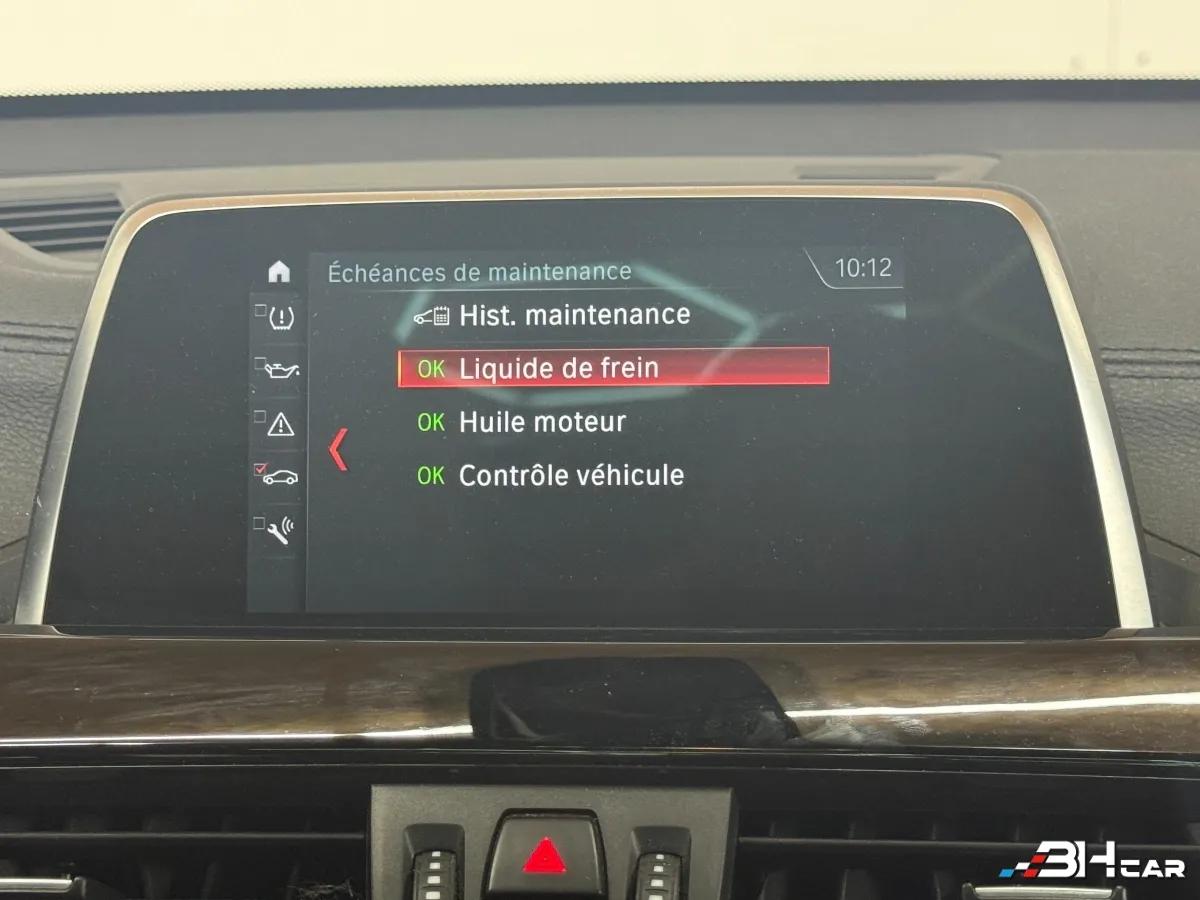 Échéances de maintenance
10:12
Hist. maintenance
OK Liquide de frein
OK Huile moteur
OK Contrôle véhicule
BHCAR